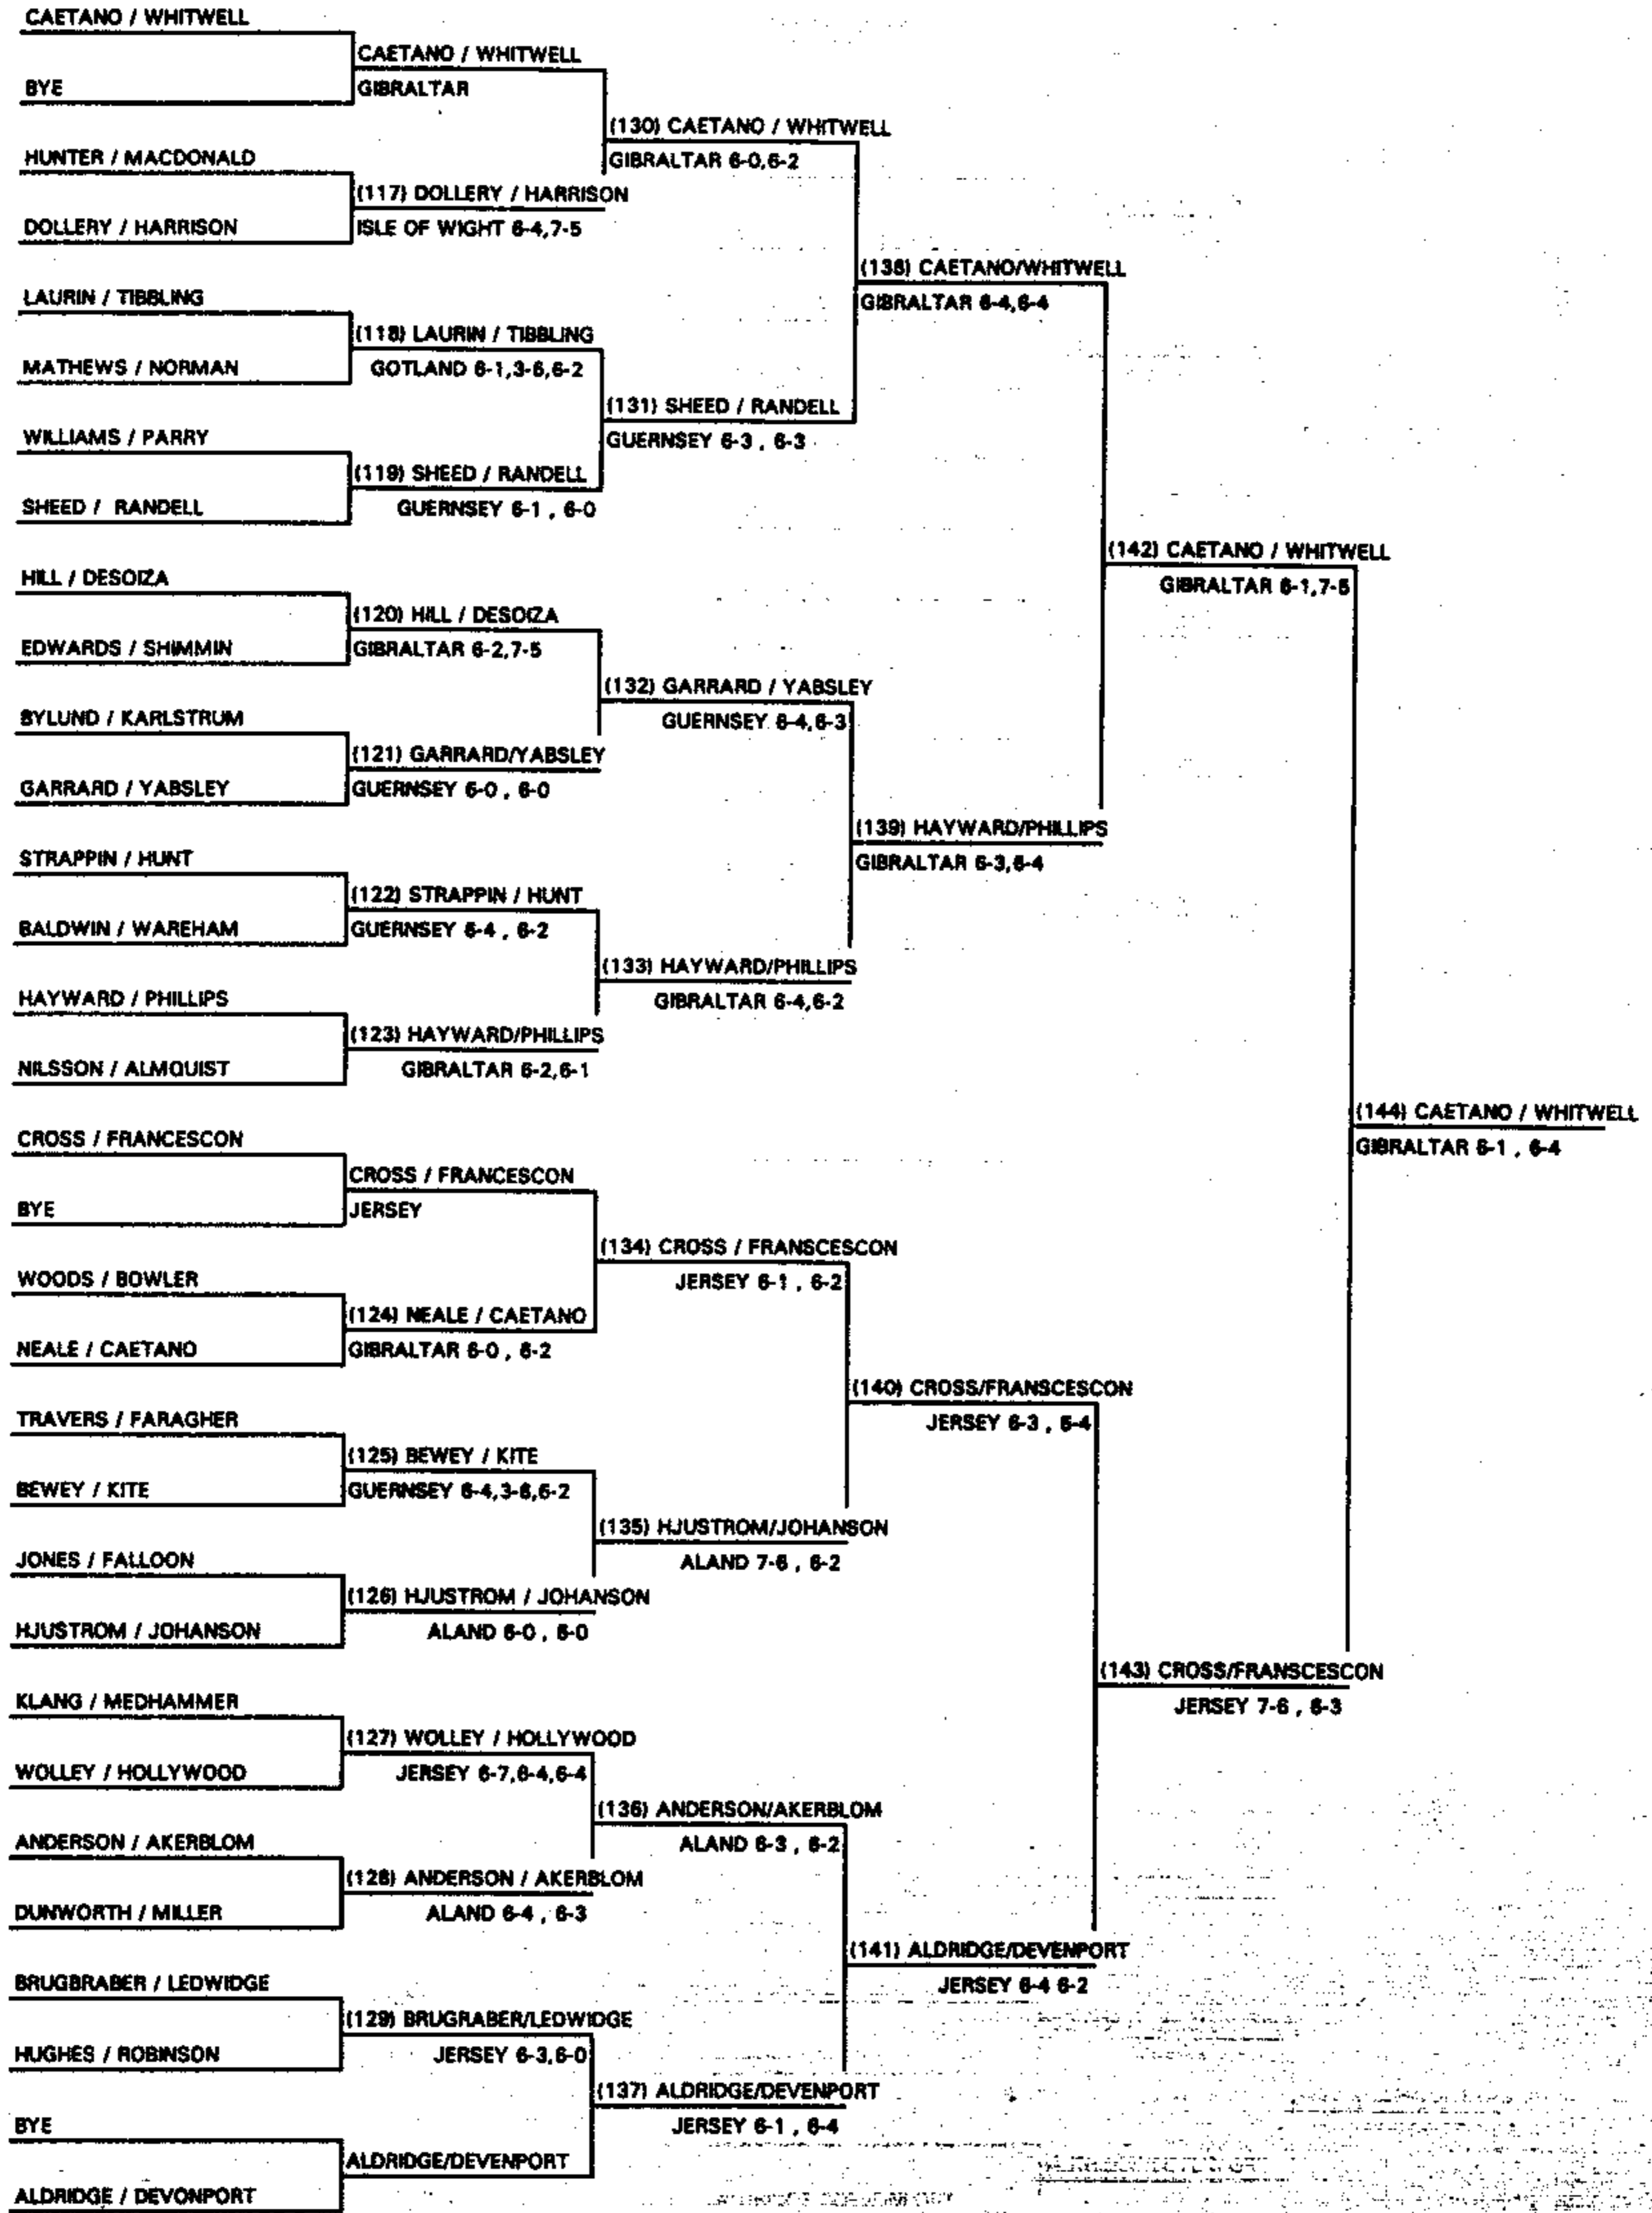 CAETANO / WHITWELL
CAETANO / WHITWELL
BYE
GIBRALTAR
(130) CAETANO / WHITWELL
HUNTER / MACDONALD
GIBRALTAR 6-0,6-2
(117) DOLLERY / HARRISON
DOLLERY / HARRISON
ISLE OF WIGHT 6-4,7-5
(138) CAETANO/WHITWELL
LAURIN / TIBBLING
GIBRALTAR 6-4,6-4
(118) LAURIN / TIBBLING
MATHEWS / NORMAN
GOTLAND 6-1,3-6,6-2
(131) SHEED / RANDELL
WILLIAMS / PARRY
GUERNSEY 6-3 , 6-3
(119) SHEED / RANDELL
SHEED / RANDELL
GUERNSEY 6-1 , 6-0
(142) CAETANO / WHITWELL
HILL / DESOIZA
GIBRALTAR 6-1,7-5
(120) HILL / DESOIZA
EDWARDS / SHIMMIN
GIBRALTAR 6-2,7-5
(132) GARRARD / YABSLEY
BYLUND / KARLSTRUM
GUERNSEY 6-4,6-3
(121) GARRARD/YABSLEY
GARRARD / YABSLEY
GUERNSEY 6-0 , 6-0
(139) HAYWARD/PHILLIPS
STRAPPIN / HUNT
GIBRALTAR 6-3,6-4
(122) STRAPPIN / HUNT
BALDWIN / WAREHAM
GUERNSEY 6-4 , 6-2
(133) HAYWARD/PHILLIPS
HAYWARD / PHILLIPS
GIBRALTAR 6-4,6-2
(123) HAYWARD/PHILLIPS
NILSSON / ALMQUIST
GIBRALTAR 6-2,6-1
(144) CAETANO / WHITWELL
CROSS / FRANCESCON
GIBRALTAR 6-1 , 6-4
CROSS / FRANCESCON
BYE
JERSEY
(134) CROSS / FRANSCESCON
WOODS / BOWLER
JERSEY 6-1 , 6-2
(124) NEALE / CAETANO
NEALE / CAETANO
GIBRALTAR 6-0 , 6-2
(140) CROSS/FRANSCESCON
TRAVERS / FARAGHER
JERSEY 6-3 , 6-4
(125) BEWEY / KITE
BEWEY / KITE
GUERNSEY 6-4,3-6,6-2
(135) HJUSTROM/JOHANSON
JONES / FALLOON
ALAND 7-6 , 6-2
(126) HJUSTROM / JOHANSON
HJUSTROM / JOHANSON
ALAND 6-0 , 6-0
(143) CROSS/FRANSCESCON
KLANG / MEDHAMMER
JERSEY 7-6 , 6-3
(127) WOLLEY / HOLLYWOOD
WOLLEY / HOLLYWOOD
JERSEY 6-7,6-4,6-4
(136) ANDERSON/AKERBLOM
ANDERSON / AKERBLOM
ALAND 6-3 , 6-2
(128) ANDERSON / AKERBLOM
DUNWORTH / MILLER
ALAND 6-4 , 6-3
(141) ALDRIDGE/DEVENPORT
BRUGBRABER / LEDWIDGE
JERSEY 6-4 6-2
(129) BRUGRABER/LEDWIDGE
HUGHES / ROBINSON
JERSEY 6-3,6-0
(137) ALDRIDGE/DEVENPORT
BYE
JERSEY 6-1 , 6-4
ALDRIDGE/DEVENPORT
ALDRIDGE / DEVONPORT